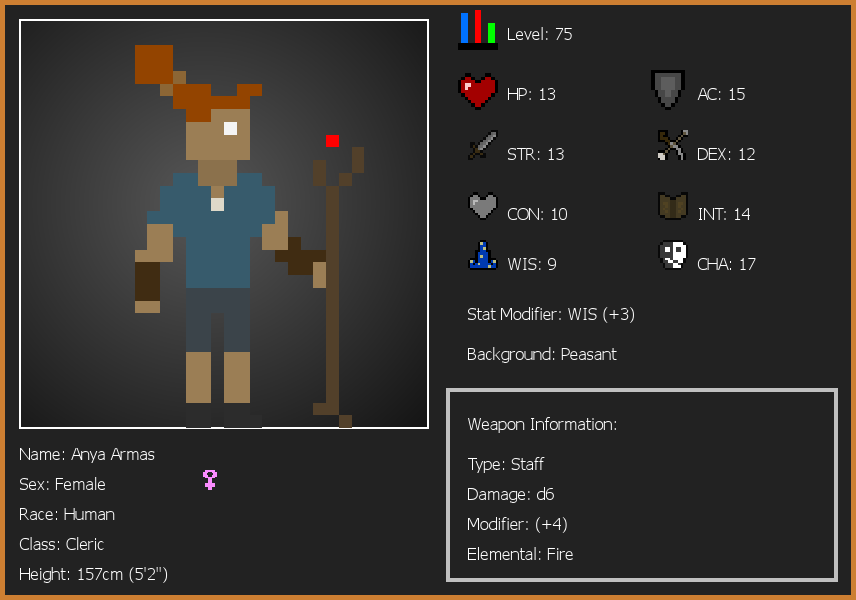 Level: 75
HP: 13
AC: 15
STR: 13
DEX: 12
CON: 10
INT: 14
WIS: 9
CHA: 17
Stat Modifier: WIS (+3)
Background: Peasant
Name: Anya Armas
Sex: Female
Race: Human
Class: Cleric
Height: 157cm (5'2")
Weapon Information:
Type: Staff
Damage: d6
Modifier: (+4)
Elemental: Fire